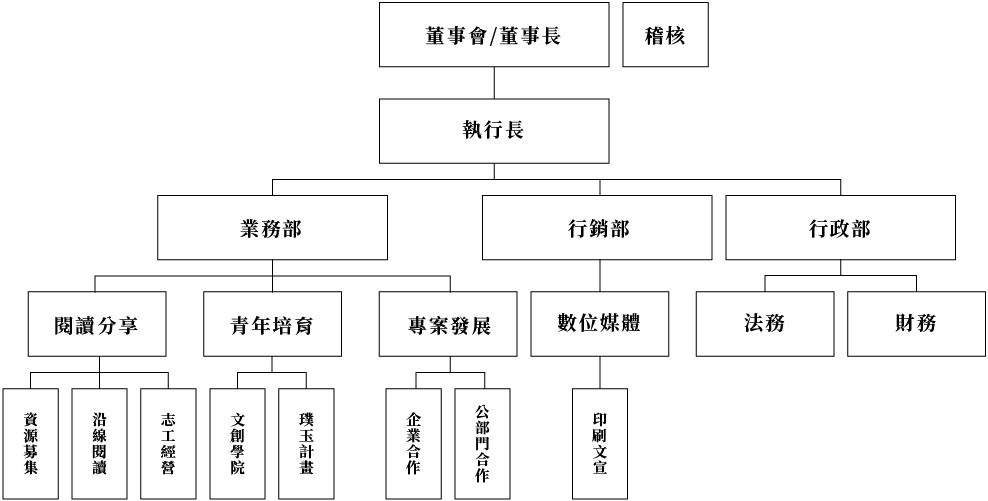 董事會/董事長
稽核
執行長
業務部
行銷部
行政部
閱讀分享
青年培育
專案發展
數位媒體
法務
財務
資源募集
沿線閱讀
志工經營
文創學院
璞玉計畫
企業合作
公部門合作
印刷文宣